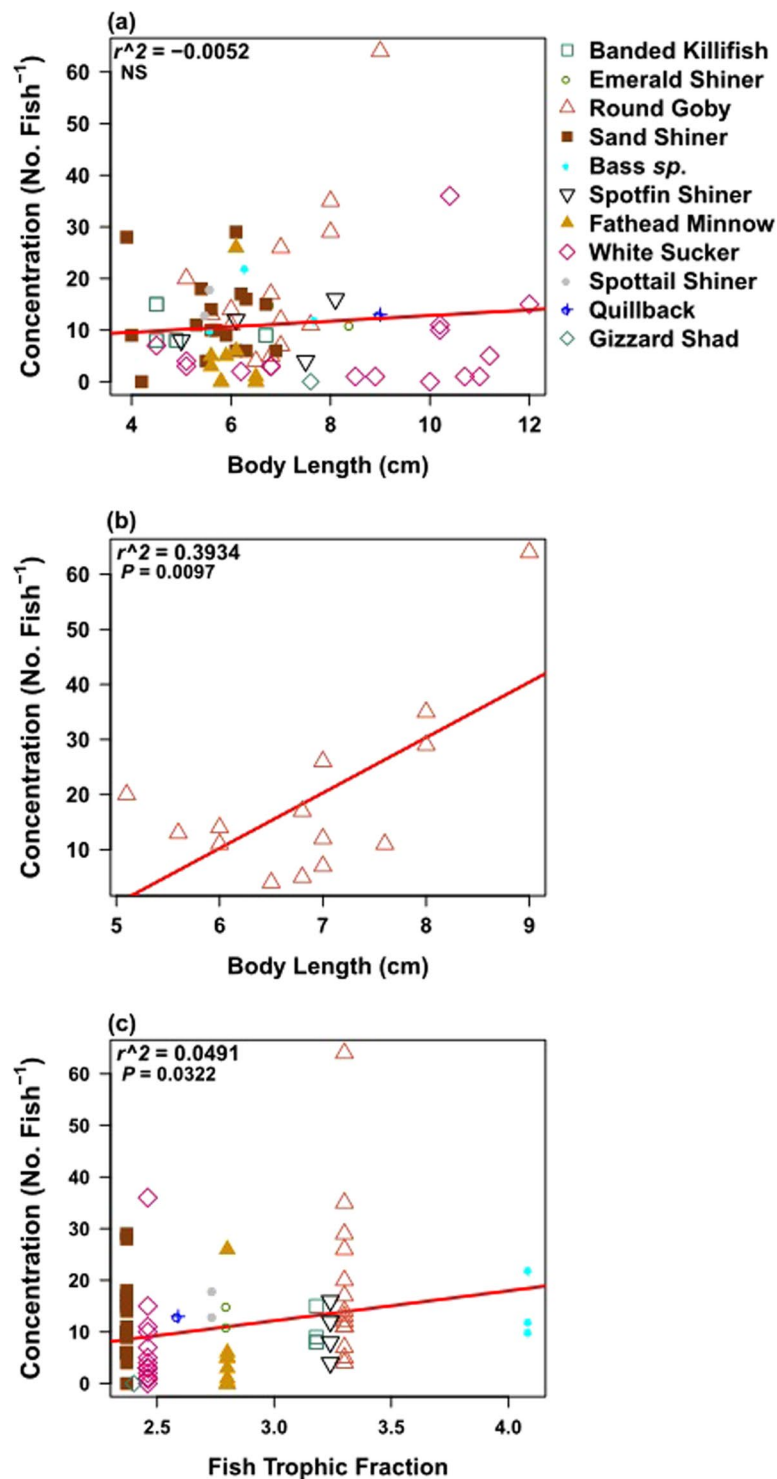 (a)
r^2 = −0.0052
NS
Concentration (No. Fish⁻¹)
60
50
40
30
20
10
0
4 6 8 10 12
Body Length (cm)
Banded Killifish
Emerald Shiner
Round Goby
Sand Shiner
Bass sp.
Spotfin Shiner
Fathead Minnow
White Sucker
Spottail Shiner
Quillback
Gizzard Shad
(b)
r^2 = 0.3934
P = 0.0097
Concentration (No. Fish⁻¹)
60
50
40
30
20
10
5 6 7 8 9
Body Length (cm)
(c)
r^2 = 0.0491
P = 0.0322
Concentration (No. Fish⁻¹)
60
50
40
30
20
10
0
2.5 3.0 3.5 4.0
Fish Trophic Fraction